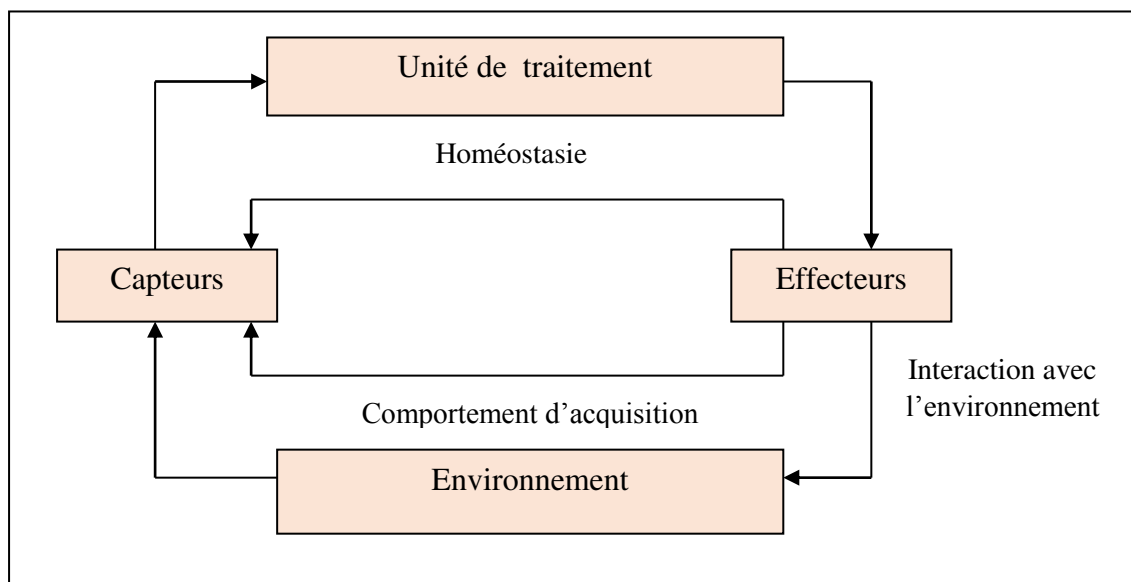 Unité de traitement
Homéostasie
Capteurs
Effecteurs
Interaction avec
l’environnement
Comportement d’acquisition
Environnement